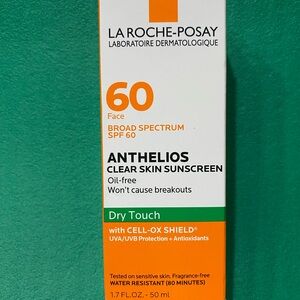 LA ROCHE-POSAY
LABORATOIRE DERMATOLOGIQUE
60
Face
BROAD SPECTRUM
SPF 60
ANTHELIOS
CLEAR SKIN SUNSCREEN
Oil-free
Won't cause breakouts
Dry Touch
with CELL-OX SHIELD®
UVA/UVB Protection + Antioxidants
Tested on sensitive skin. Fragrance-free
WATER RESISTANT (80 MINUTES)
1.7 FL.OZ. - 50 ml